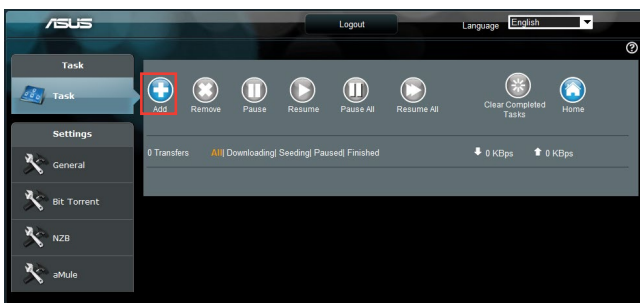 ASUS
Logout
Language English
Task
Task
Settings
General
Bit Torrent
NZB
aMule
Add Remove Pause Resume Pause All Resume All Clear Completed Tasks Home
0 Transfers All| Downloading| Seeding| Paused| Finished 0 KBps 0 KBps